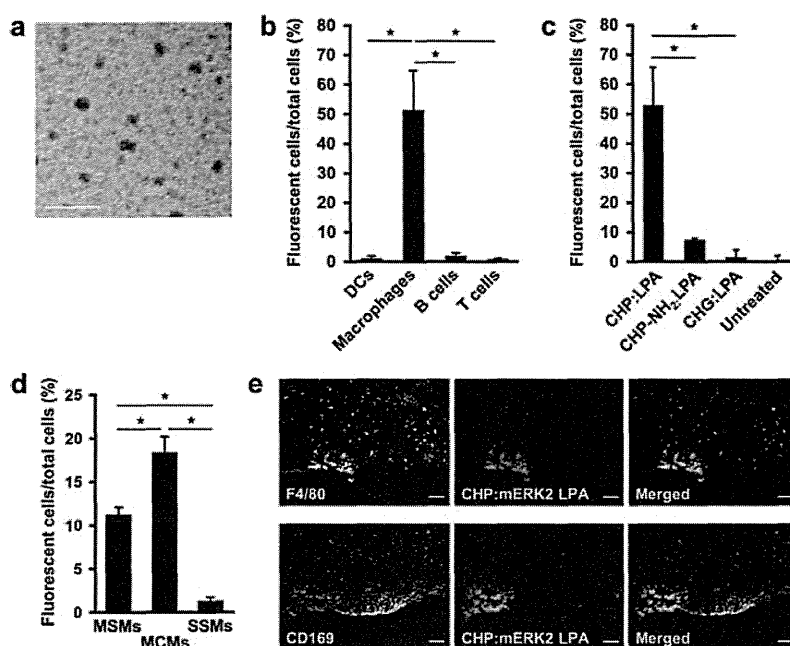 a
b
Fluorescent cells/total cells (%)
80
70
60
50
40
30
20
10
0
★
★
★
DCs
Macrophages
B cells
T cells
c
Fluorescent cells/total cells (%)
80
70
60
50
40
30
20
10
0
★
★
CHP:LPA
CHP-NH₂:LPA
CHG:LPA
Untreated
d
Fluorescent cells/total cells (%)
25
20
15
10
5
0
★
★
★
MSMs
MCMs
SSMs
e
F4/80
CHP:mERK2 LPA
Merged
CD169
CHP:mERK2 LPA
Merged